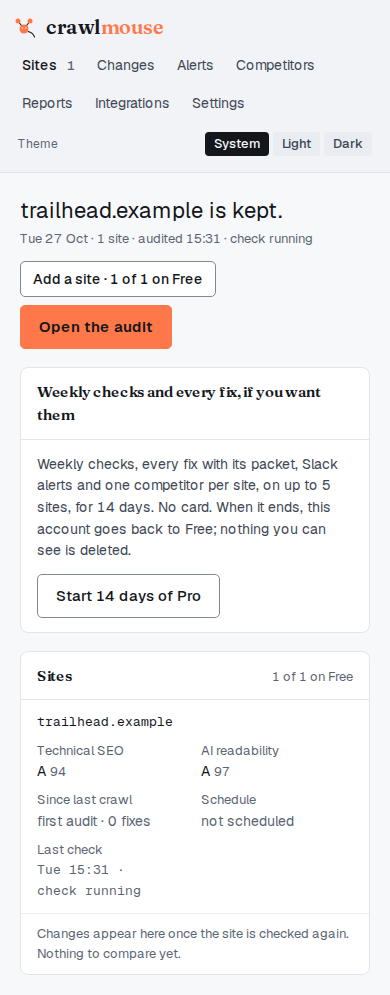 crawlmouse
Sites 1 Changes Alerts Competitors
Reports Integrations Settings
Theme System Light Dark
trailhead.example is kept.
Tue 27 Oct · 1 site · audited 15:31 · check running
Add a site · 1 of 1 on Free
Open the audit
Weekly checks and every fix, if you want
them
Weekly checks, every fix with its packet, Slack
alerts and one competitor per site, on up to 5
sites, for 14 days. No card. When it ends, this
account goes back to Free; nothing you can
see is deleted.
Start 14 days of Pro
Sites 1 of 1 on Free
trailhead.example
Technical SEO AI readability
A 94 A 97
Since last crawl Schedule
first audit · 0 fixes not scheduled
Last check
Tue 15:31 ·
check running
Changes appear here once the site is checked again.
Nothing to compare yet.